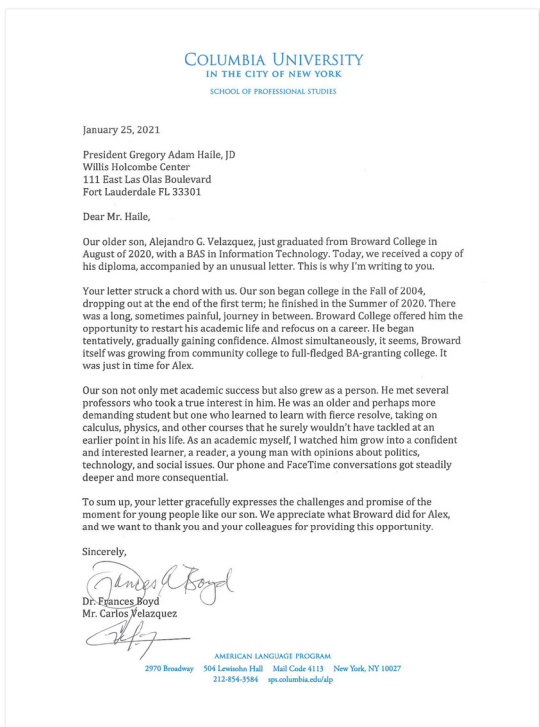 COLUMBIA UNIVERSITY
IN THE CITY OF NEW YORK
SCHOOL OF PROFESSIONAL STUDIES
January 25, 2021
President Gregory Adam Haile, JD
Willis Holcombe Center
111 East Las Olas Boulevard
Fort Lauderdale FL 33301
Dear Mr. Haile,
Our older son, Alejandro G. Velazquez, just graduated from Broward College in
August of 2020, with a BAS in Information Technology. Today, we received a copy of
his diploma, accompanied by an unusual letter. This is why I'm writing to you.
Your letter struck a chord with us. Our son began college in the Fall of 2004,
dropping out at the end of the first term; he finished in the Summer of 2020. There
was a long, sometimes painful, journey in between. Broward College offered him the
opportunity to restart his academic life and refocus on a career. He began
tentatively, gradually gaining confidence. Almost simultaneously, it seems, Broward
itself was growing from community college to full-fledged BA-granting college. It
was just in time for Alex.
Our son not only met academic success but also grew as a person. He met several
professors who took a true interest in him. He was an older and perhaps more
demanding student but one who learned to learn with fierce resolve, taking on
calculus, physics, and other courses that he surely wouldn't have tackled at an
earlier point in his life. As an academic myself, I watched him grow into a confident
and interested learner, a reader, a young man with opinions about politics,
technology, and social issues. Our phone and FaceTime conversations got steadily
deeper and more consequential.
To sum up, your letter gracefully expresses the challenges and promise of the
moment for young people like our son. We appreciate what Broward did for Alex,
and we want to thank you and your colleagues for providing this opportunity.
Sincerely,
Frances A Boyd
Dr. Frances Boyd
Mr. Carlos Velazquez
AMERICAN LANGUAGE PROGRAM
2970 Broadway 504 Lewisohn Hall Mail Code 4113 New York, NY 10027
212-854-3584 sps.columbia.edu/alp